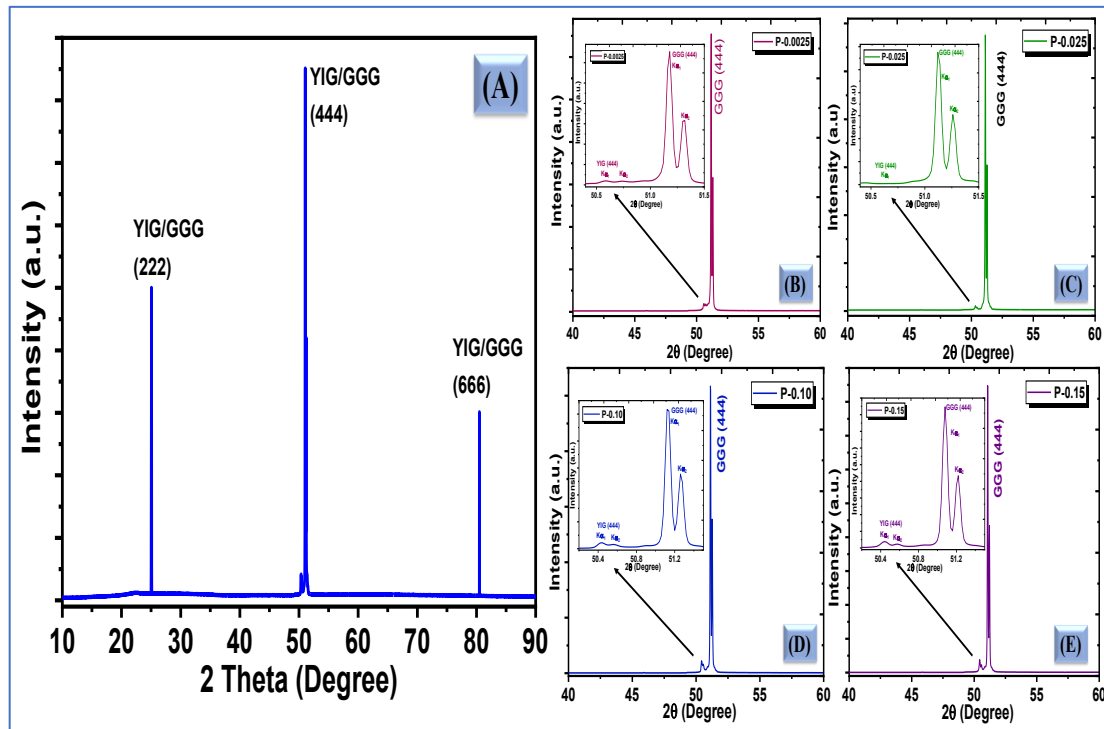 (A)
YIG/GGG
(444)
YIG/GGG
(222)
YIG/GGG
(666)
Intensity (a.u.)
10 20 30 40 50 60 70 80 90
2 Theta (Degree)
P-0.0025
GGG (444)
P-0.0025
GGG (444)
Kα₁
Kα₂
YIG (444)
Kα₁ Kα₂
Intensity (a.u.)
50.5 51.0 51.5
2θ (Degree)
(B)
Intensity (a.u.)
40 45 50 55 60
2θ (Degree)
P-0.025
GGG (444)
P-0.025
GGG (444)
Kα₁
Kα₂
YIG (444)
Kα₁
Intensity (a.u.)
50.5 51.0 51.5
2θ (Degree)
(C)
Intensity (a.u.)
40 45 50 55 60
2θ (Degree)
P-0.10
GGG (444)
P-0.10
GGG (444)
Kα₁
Kα₂
YIG (444)
Kα₁ Kα₂
Intensity (a.u.)
50.4 50.8 51.2
2θ (Degree)
(D)
Intensity (a.u.)
40 45 50 55 60
2θ (Degree)
P-0.15
GGG (444)
P-0.15
GGG (444)
Kα₁
Kα₂
YIG (444)
Kα₁ Kα₂
Intensity (a.u.)
50.4 50.8 51.2
2θ (Degree)
(E)
Intensity (a.u.)
40 45 50 55 60
2θ (Degree)